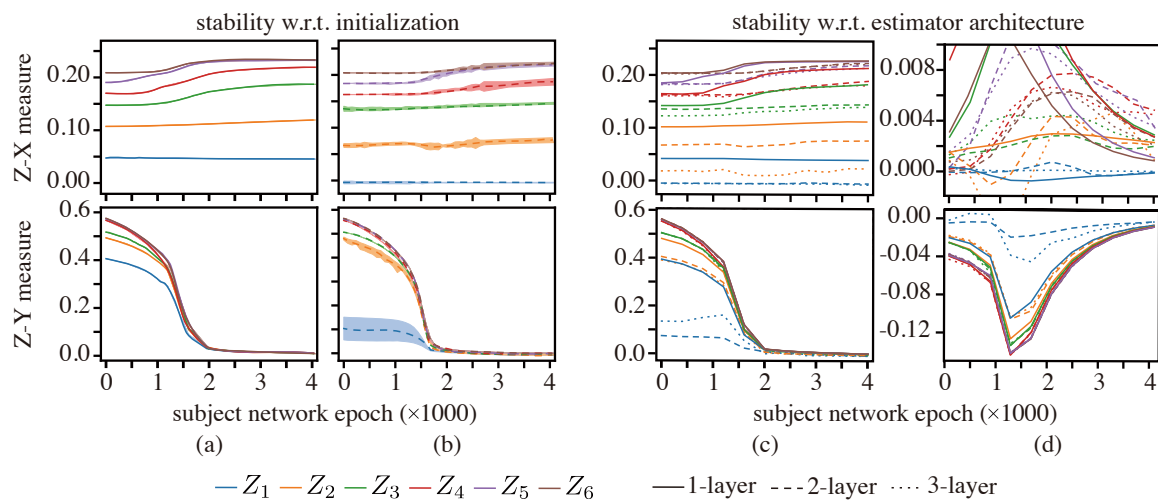 stability w.r.t. initialization
stability w.r.t. estimator architecture
Z-X measure
0.20
0.10
0.00
0.20
0.10
0.00
0.008
0.004
0.000
Z-Y measure
0.6
0.4
0.2
0.0
0.6
0.4
0.2
0.0
0.00
-0.04
-0.08
-0.12
0 1 2 3 4
0 1 2 3 4
0 1 2 3 4
0 1 2 3 4
subject network epoch (×1000)
subject network epoch (×1000)
(a) (b) (c) (d)
Z1 Z2 Z3 Z4 Z5 Z6 1-layer 2-layer 3-layer